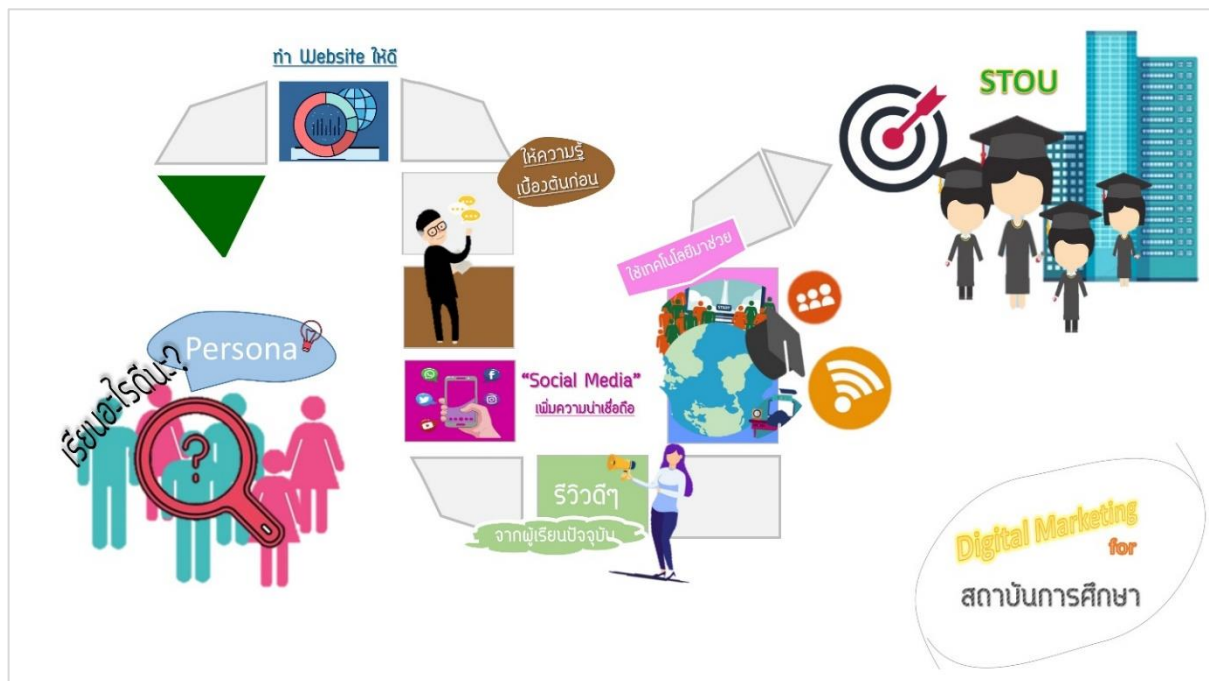 ทำ Website ให้ดี
STOU
ให้ความรู้
เบื้องต้นก่อน
ใช้เทคโนโลยีมาช่วย
Persona
เรียนอะไรดีนะ?
"Social Media"
เพิ่มความน่าเชื่อถือ
รีวิวดีๆ
จากผู้เรียนปัจจุบัน
Digital Marketing
for
สถาบันการศึกษา